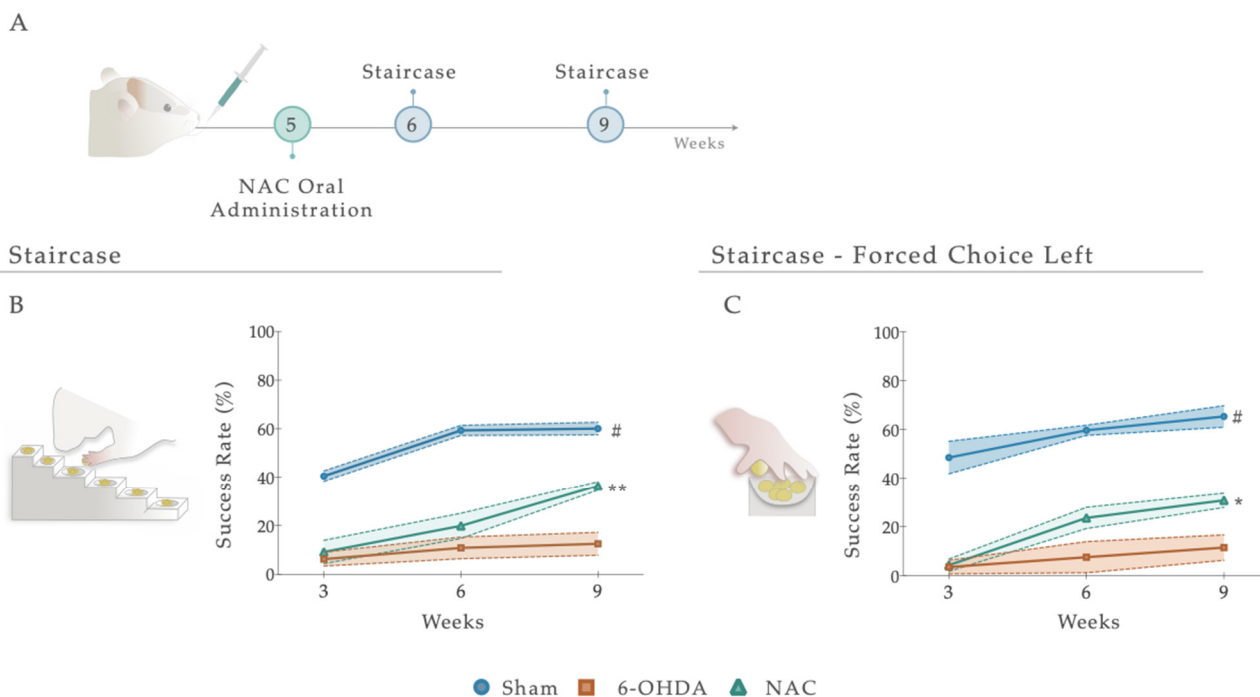 A
Staircase
Staircase
5
6
9
Weeks
NAC Oral
Administration
Staircase
Staircase - Forced Choice Left
B
C
Success Rate (%)
100
80
60
40
20
0
#
**
3
6
9
Weeks
Success Rate (%)
100
80
60
40
20
0
#
*
3
6
9
Weeks
Sham
6-OHDA
NAC